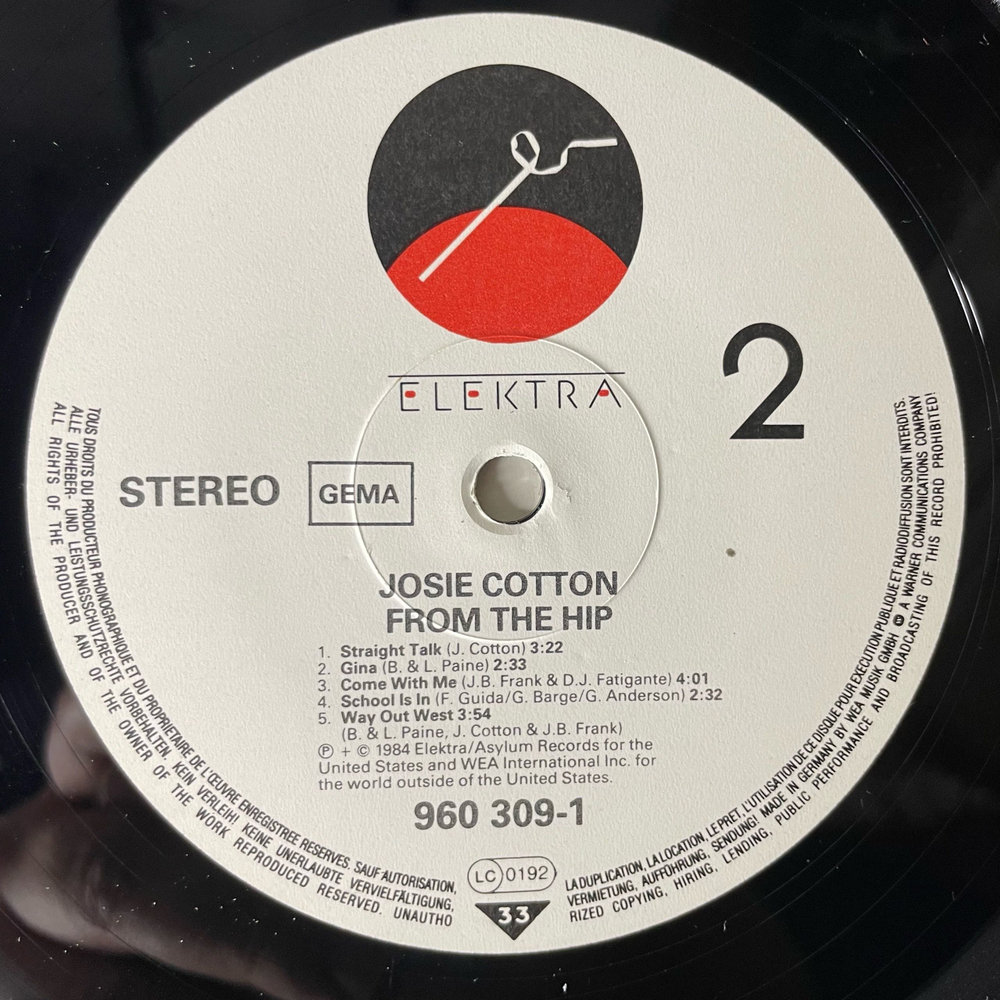 ELEKTRA
2
STEREO
GEMA
JOSIE COTTON
FROM THE HIP
1. Straight Talk (J. Cotton) 3:22
2. Gina (B. & L. Paine) 2:33
3. Come With Me (J.B. Frank & D.J. Fatigante) 4:01
4. School Is In (F. Guida/G. Barge/G. Anderson) 2:32
5. Way Out West 3:54
(B. & L. Paine, J. Cotton & J.B. Frank)
Ⓟ + © 1984 Elektra/Asylum Records for the
United States and WEA International Inc. for
the world outside of the United States.
960 309-1
LC 0192
33
TOUS DROITS DU PRODUCTEUR PHONOGRAPHIQUE ET DU PROPRIETAIRE DE L'ŒUVRE ENREGISTREE RESERVES. SAUF AUTORISATION, LA DUPLICATION, LA LOCATION, LE PRET, L'UTILISATION DE CE DISQUE POUR EXECUTION PUBLIQUE ET RADIODIFFUSION SONT INTERDITS.
ALLE URHEBER- UND LEISTUNGSSCHUTZRECHTE VORBEHALTEN. KEIN VERLEIH! KEINE UNERLAUBTE VERVIELFÄLTIGUNG, VERMIETUNG, AUFFÜHRUNG, SENDUNG! MADE IN GERMANY BY WEA MUSIK GMBH A WARNER COMMUNICATIONS COMPANY
ALL RIGHTS OF THE PRODUCER AND OF THE OWNER OF THE WORK REPRODUCED RESERVED. UNAUTHORIZED COPYING, HIRING, LENDING, PUBLIC PERFORMANCE AND BROADCASTING OF THIS RECORD PROHIBITED!